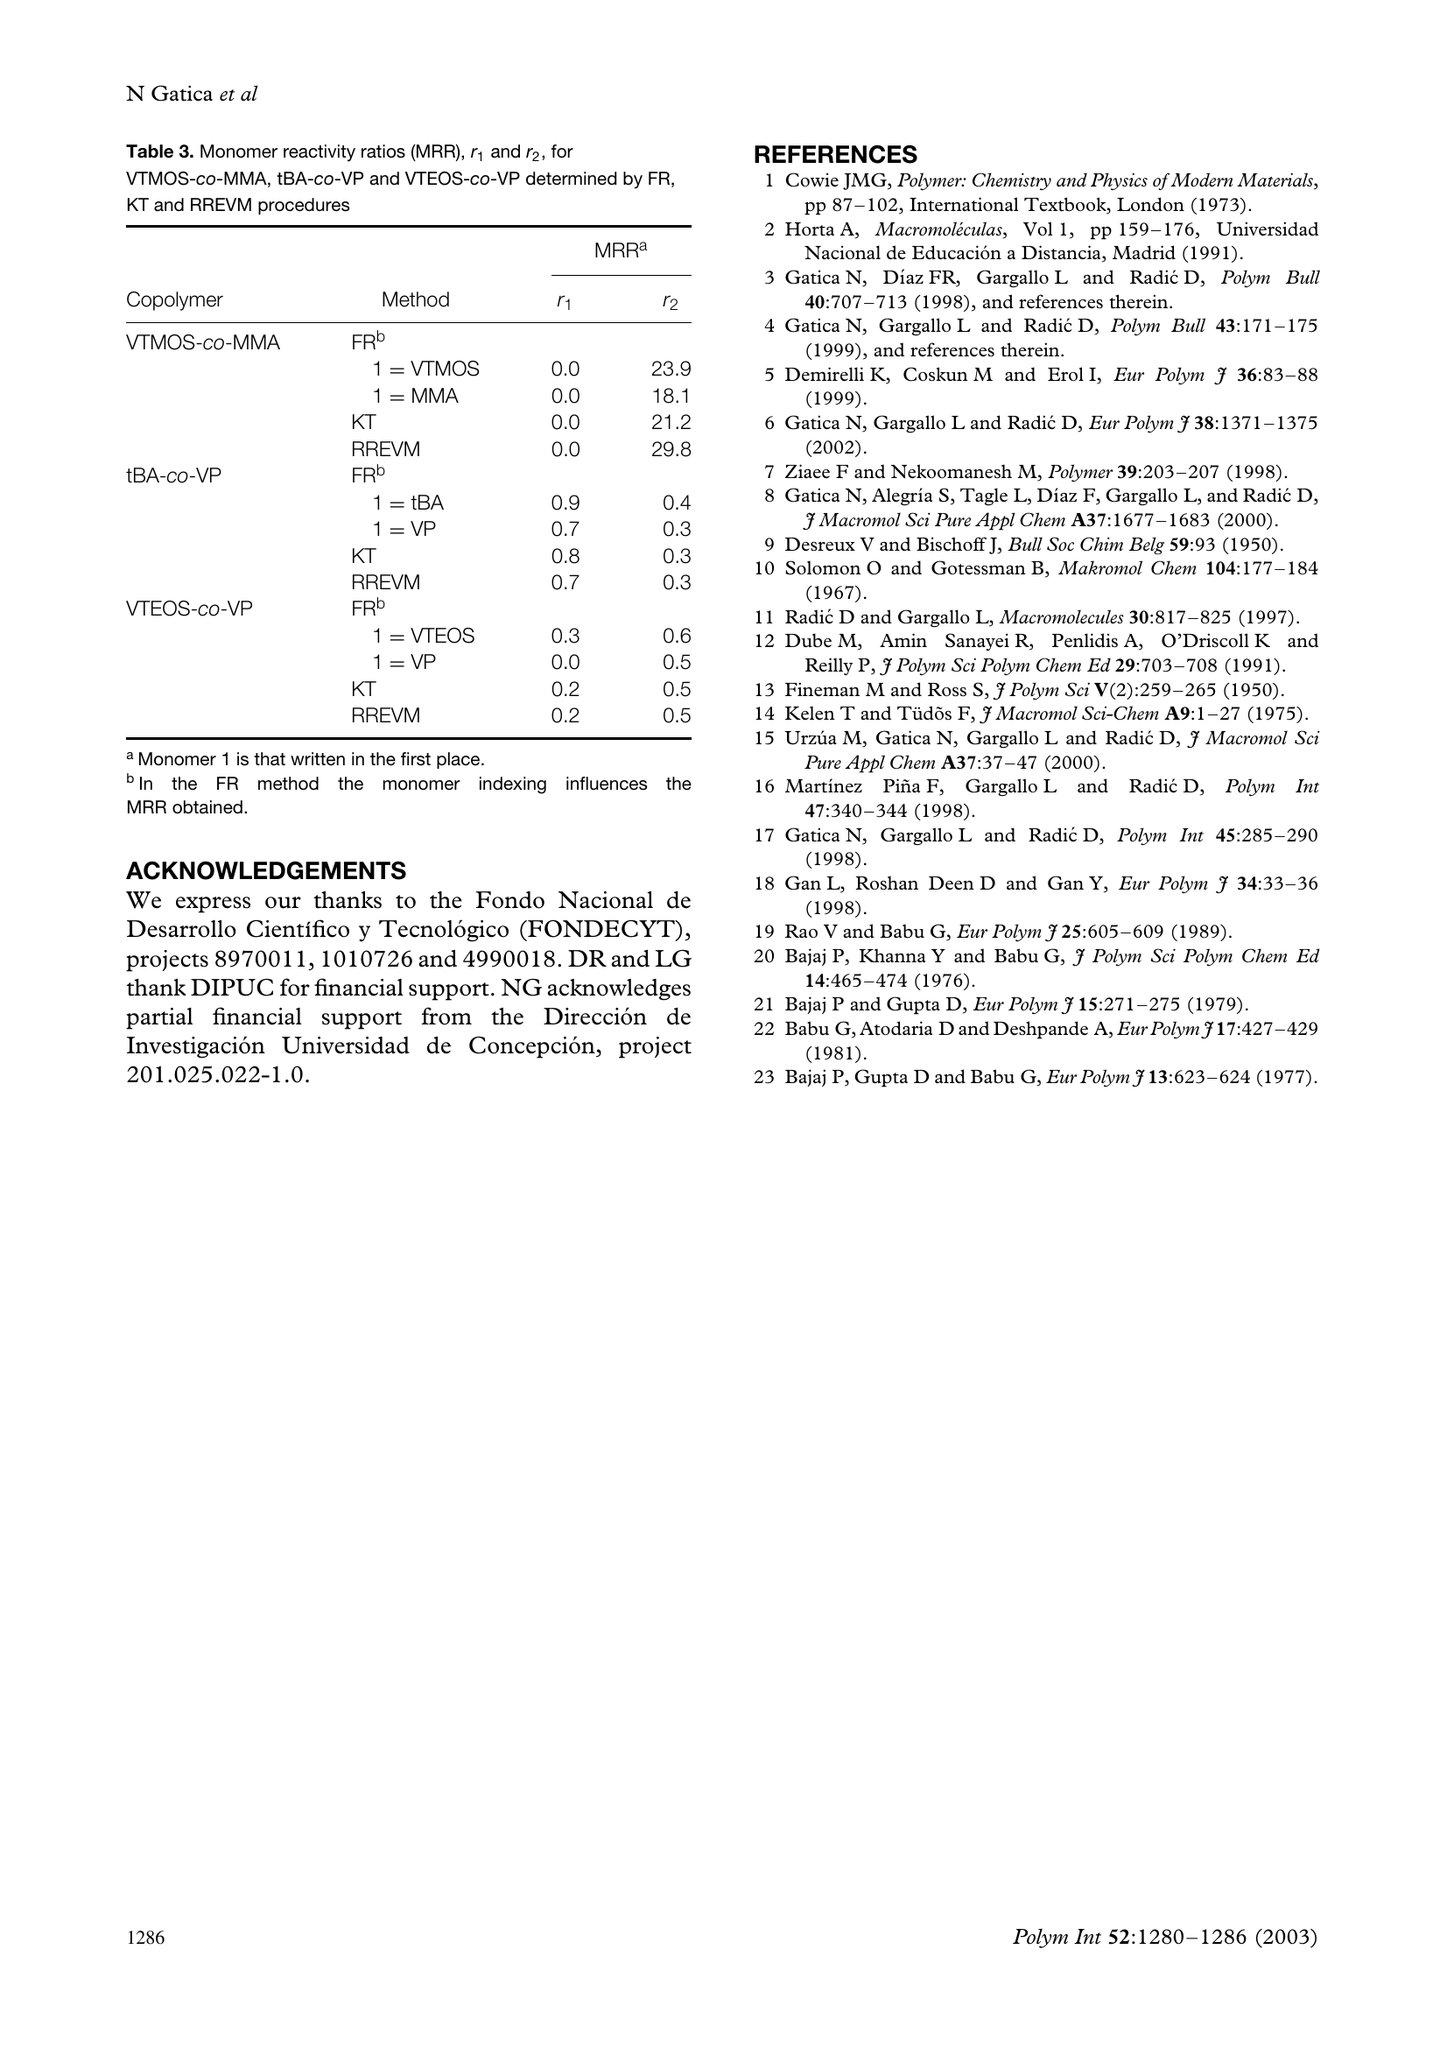 N Gatica et al
Table 3. Monomer reactivity ratios (MRR), r1 and r2, for
VTMOS-co-MMA, tBA-co-VP and VTEOS-co-VP determined by FR,
KT and RREVM procedures
MRRa
Copolymer Method r1 r2
VTMOS-co-MMA FRb
1 = VTMOS 0.0 23.9
1 = MMA 0.0 18.1
KT 0.0 21.2
RREVM 0.0 29.8
tBA-co-VP FRb
1 = tBA 0.9 0.4
1 = VP 0.7 0.3
KT 0.8 0.3
RREVM 0.7 0.3
VTEOS-co-VP FRb
1 = VTEOS 0.3 0.6
1 = VP 0.0 0.5
KT 0.2 0.5
RREVM 0.2 0.5
a Monomer 1 is that written in the first place.
b In the FR method the monomer indexing influences the
MRR obtained.
ACKNOWLEDGEMENTS
We express our thanks to the Fondo Nacional de
Desarrollo Científico y Tecnológico (FONDECYT),
projects 8970011, 1010726 and 4990018. DR and LG
thank DIPUC for financial support. NG acknowledges
partial financial support from the Dirección de
Investigación Universidad de Concepción, project
201.025.022-1.0.
REFERENCES
1 Cowie JMG, Polymer: Chemistry and Physics of Modern Materials,
pp 87–102, International Textbook, London (1973).
2 Horta A, Macromoléculas, Vol 1, pp 159–176, Universidad
Nacional de Educación a Distancia, Madrid (1991).
3 Gatica N, Díaz FR, Gargallo L and Radić D, Polym Bull
40:707–713 (1998), and references therein.
4 Gatica N, Gargallo L and Radić D, Polym Bull 43:171–175
(1999), and references therein.
5 Demirelli K, Coskun M and Erol I, Eur Polym J 36:83–88
(1999).
6 Gatica N, Gargallo L and Radić D, Eur Polym J 38:1371–1375
(2002).
7 Ziaee F and Nekoomanesh M, Polymer 39:203–207 (1998).
8 Gatica N, Alegría S, Tagle L, Díaz F, Gargallo L, and Radić D,
J Macromol Sci Pure Appl Chem A37:1677–1683 (2000).
9 Desreux V and Bischoff J, Bull Soc Chim Belg 59:93 (1950).
10 Solomon O and Gotessman B, Makromol Chem 104:177–184
(1967).
11 Radić D and Gargallo L, Macromolecules 30:817–825 (1997).
12 Dube M, Amin Sanayei R, Penlidis A, O'Driscoll K and
Reilly P, J Polym Sci Polym Chem Ed 29:703–708 (1991).
13 Fineman M and Ross S, J Polym Sci V(2):259–265 (1950).
14 Kelen T and Tüdõs F, J Macromol Sci-Chem A9:1–27 (1975).
15 Urzúa M, Gatica N, Gargallo L and Radić D, J Macromol Sci
Pure Appl Chem A37:37–47 (2000).
16 Martínez Piña F, Gargallo L and Radić D, Polym Int
47:340–344 (1998).
17 Gatica N, Gargallo L and Radić D, Polym Int 45:285–290
(1998).
18 Gan L, Roshan Deen D and Gan Y, Eur Polym J 34:33–36
(1998).
19 Rao V and Babu G, Eur Polym J 25:605–609 (1989).
20 Bajaj P, Khanna Y and Babu G, J Polym Sci Polym Chem Ed
14:465–474 (1976).
21 Bajaj P and Gupta D, Eur Polym J 15:271–275 (1979).
22 Babu G, Atodaria D and Deshpande A, Eur Polym J 17:427–429
(1981).
23 Bajaj P, Gupta D and Babu G, Eur Polym J 13:623–624 (1977).
1286
Polym Int 52:1280–1286 (2003)